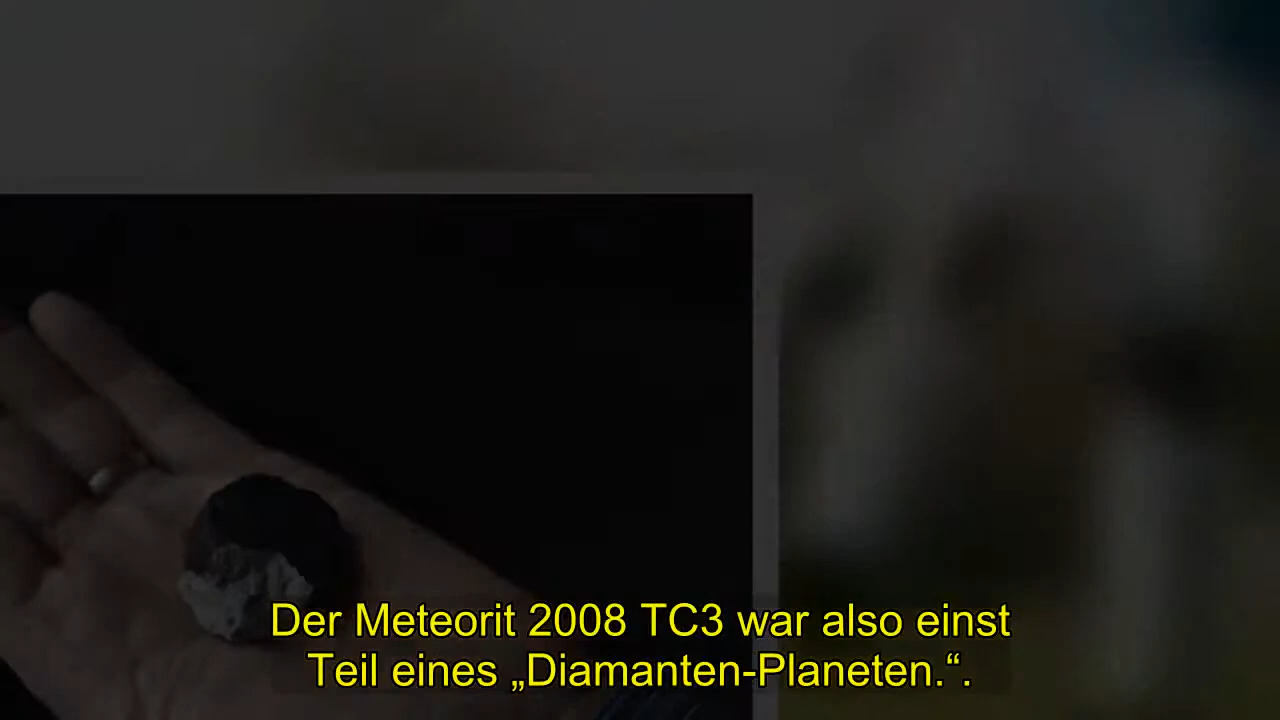 Der Meteorit 2008 TC3 war also einst
Teil eines „Diamanten-Planeten.“.